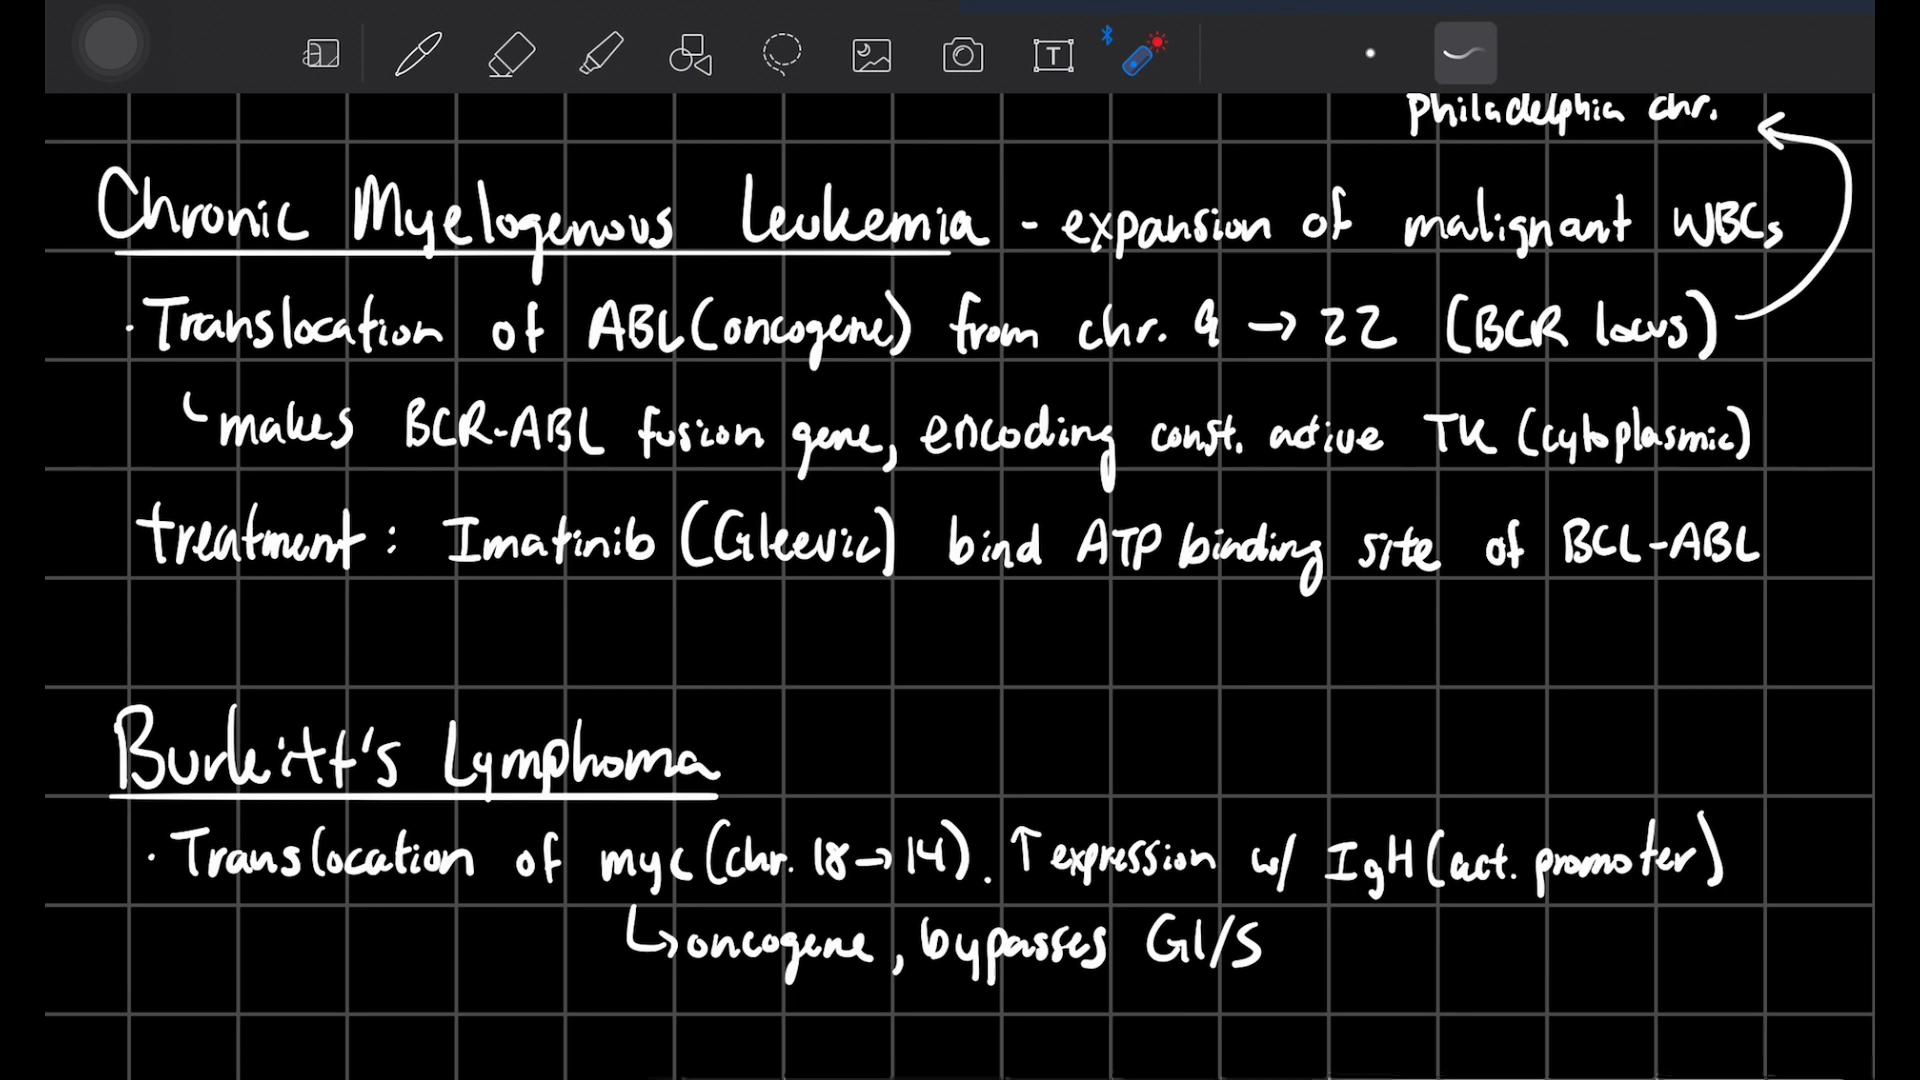 Philadelphia chr.
Chronic Myelogenous Leukemia - expansion of malignant WBCs
· Translocation of ABL (oncogene) from chr. 9 → 22 (BCR locus)
makes BCR-ABL fusion gene, encoding const. active TK (cytoplasmic)
treatment: Imatinib (Gleevic) bind ATP binding site of BCL-ABL
Burkitt's Lymphoma
· Translocation of myc (chr. 18→14). ↑ expression w/ IgH (act. promoter)
↳ oncogene, bypasses G1/S